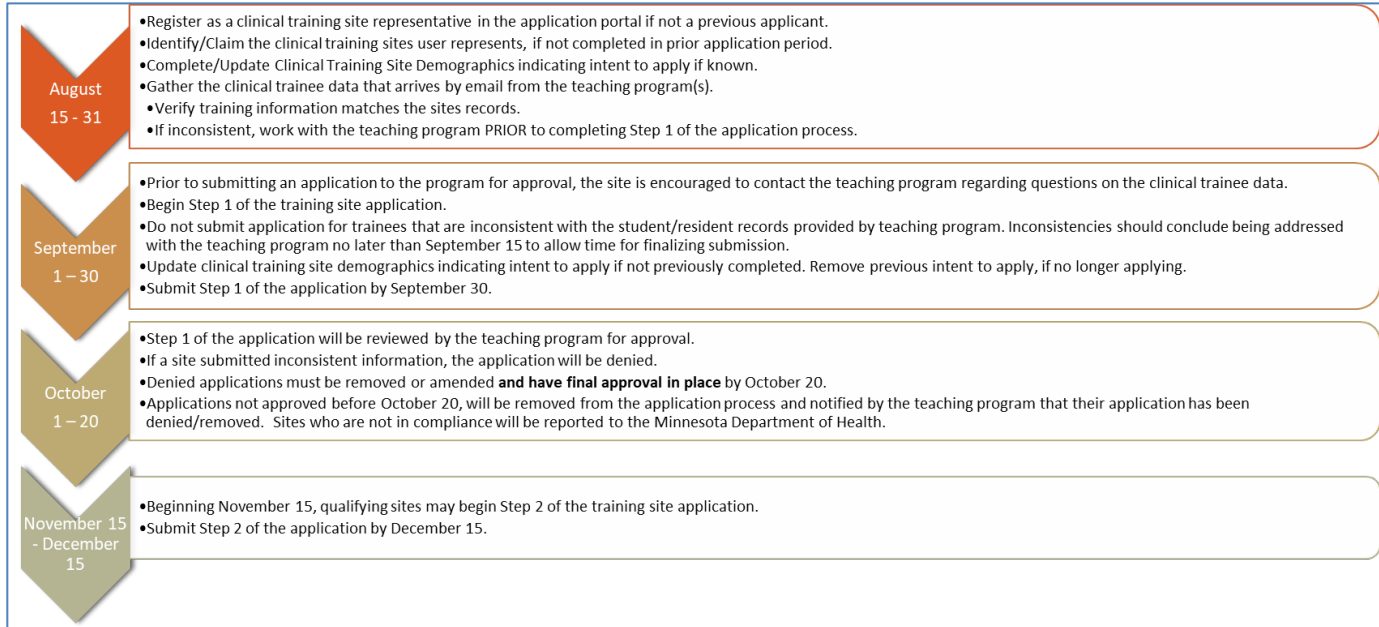 •Register as a clinical training site representative in the application portal if not a previous applicant.
•Identify/Claim the clinical training sites user represents, if not completed in prior application period.
•Complete/Update Clinical Training Site Demographics indicating intent to apply if known.
•Gather the clinical trainee data that arrives by email from the teaching program(s).
•Verify training information matches the sites records.
•If inconsistent, work with the teaching program PRIOR to completing Step 1 of the application process.
August
15 - 31
•Prior to submitting an application to the program for approval, the site is encouraged to contact the teaching program regarding questions on the clinical trainee data.
•Begin Step 1 of the training site application.
•Do not submit application for trainees that are inconsistent with the student/resident records provided by teaching program. Inconsistencies should conclude being addressed
with the teaching program no later than September 15 to allow time for finalizing submission.
•Update clinical training site demographics indicating intent to apply if not previously completed. Remove previous intent to apply, if no longer applying.
•Submit Step 1 of the application by September 30.
September
1 – 30
•Step 1 of the application will be reviewed by the teaching program for approval.
•If a site submitted inconsistent information, the application will be denied.
•Denied applications must be removed or amended and have final approval in place by October 20.
•Applications not approved before October 20, will be removed from the application process and notified by the teaching program that their application has been
denied/removed.  Sites who are not in compliance will be reported to the Minnesota Department of Health.
October
1 – 20
•Beginning November 15, qualifying sites may begin Step 2 of the training site application.
•Submit Step 2 of the application by December 15.
November 15
- December
15